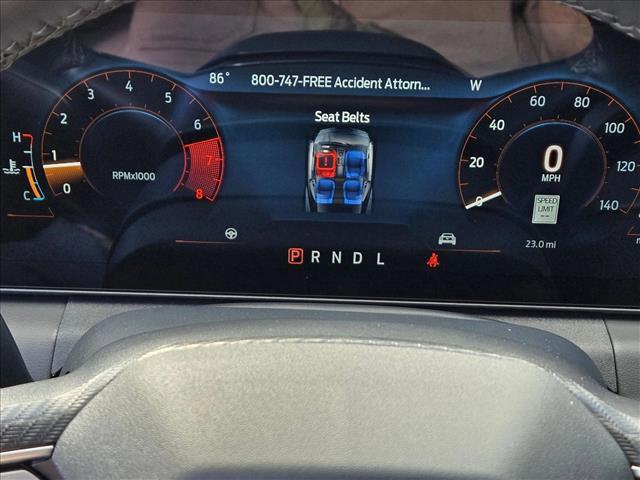 86° 800-747-FREE Accident Attorn... W
Seat Belts
0 1 2 3 4 5 6 7 8
RPMx1000
H
C
0 20 40 60 80 100 120 140
0
MPH
SPEED
LIMIT
--
23.0 mi
P R N D L